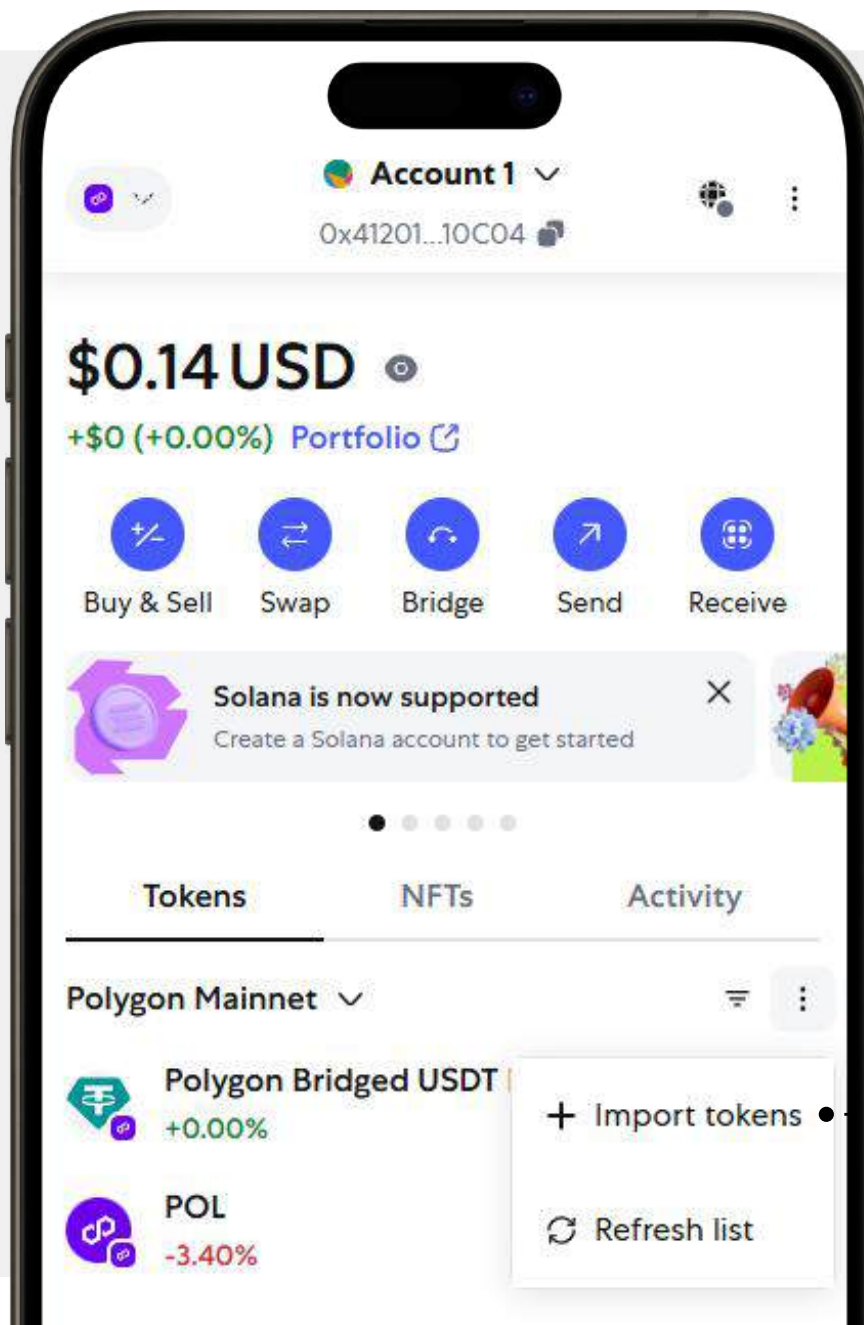 Account 1
0x41201...10C04
$0.14 USD
+$0 (+0.00%) Portfolio
Buy & Sell Swap Bridge Send Receive
Solana is now supported
Create a Solana account to get started
Tokens NFTs Activity
Polygon Mainnet
Polygon Bridged USDT
+0.00%
+ Import tokens
POL
-3.40%
Refresh list